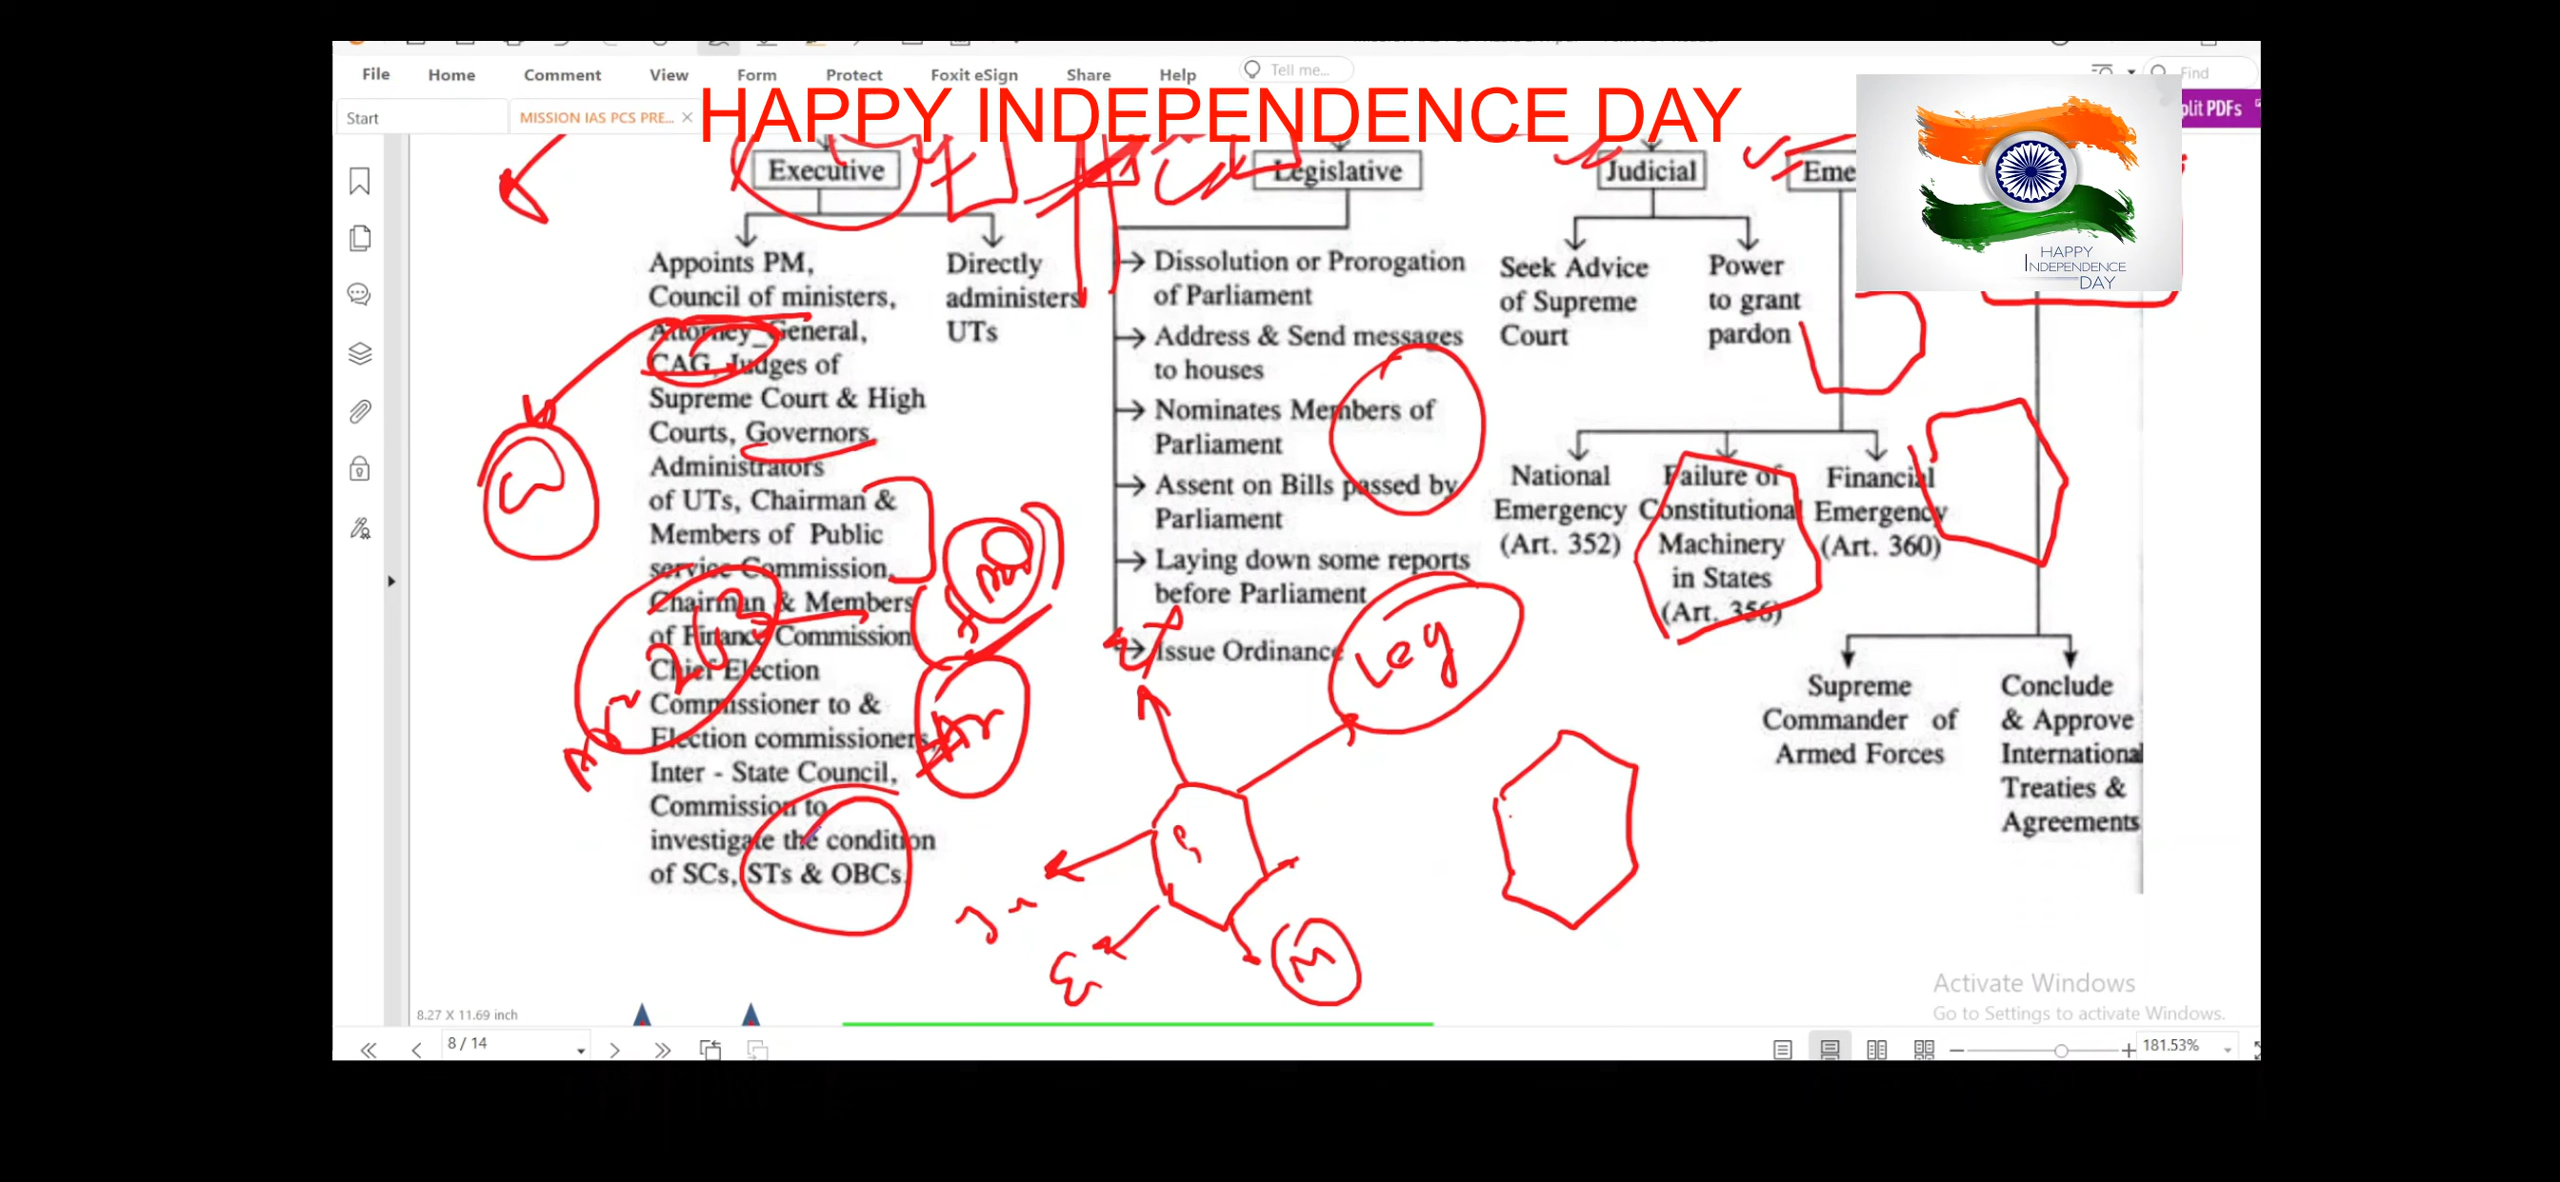 File Home Comment View Form Protect Foxit eSign Share Help Tell me... Find
HAPPY INDEPENDENCE DAY
Start MISSION IAS PCS PRE... × plit PDFs
Executive
Legislative
Judicial
Eme
HAPPY
INDEPENDENCE
DAY
Appoints PM,
Council of ministers,
Attorney_General,
CAG, Judges of
Supreme Court & High
Courts, Governors,
Administrators
of UTs, Chairman &
Members of Public
service Commission,
Chairman & Members
of Finance Commission
Chief Election
Commissioner to &
Election commissioners,
Inter - State Council,
Commission to
investigate the condition
of SCs, STs & OBCs.
Directly
administers
UTs
Dissolution or Prorogation
of Parliament
Address & Send messages
to houses
Nominates Members of
Parliament
Assent on Bills passed by
Parliament
Laying down some reports
before Parliament
Issue Ordinance
Leg
Seek Advice
of Supreme
Court
Power
to grant
pardon
National
Emergency
(Art. 352)
Failure of
Constitutional
Machinery
in States
(Art. 356)
Financial
Emergency
(Art. 360)
Supreme
Commander of
Armed Forces
Conclude
& Approve
International
Treaties &
Agreements
Activate Windows
Go to Settings to activate Windows.
8.27 X 11.69 inch
8 / 14
181.53%